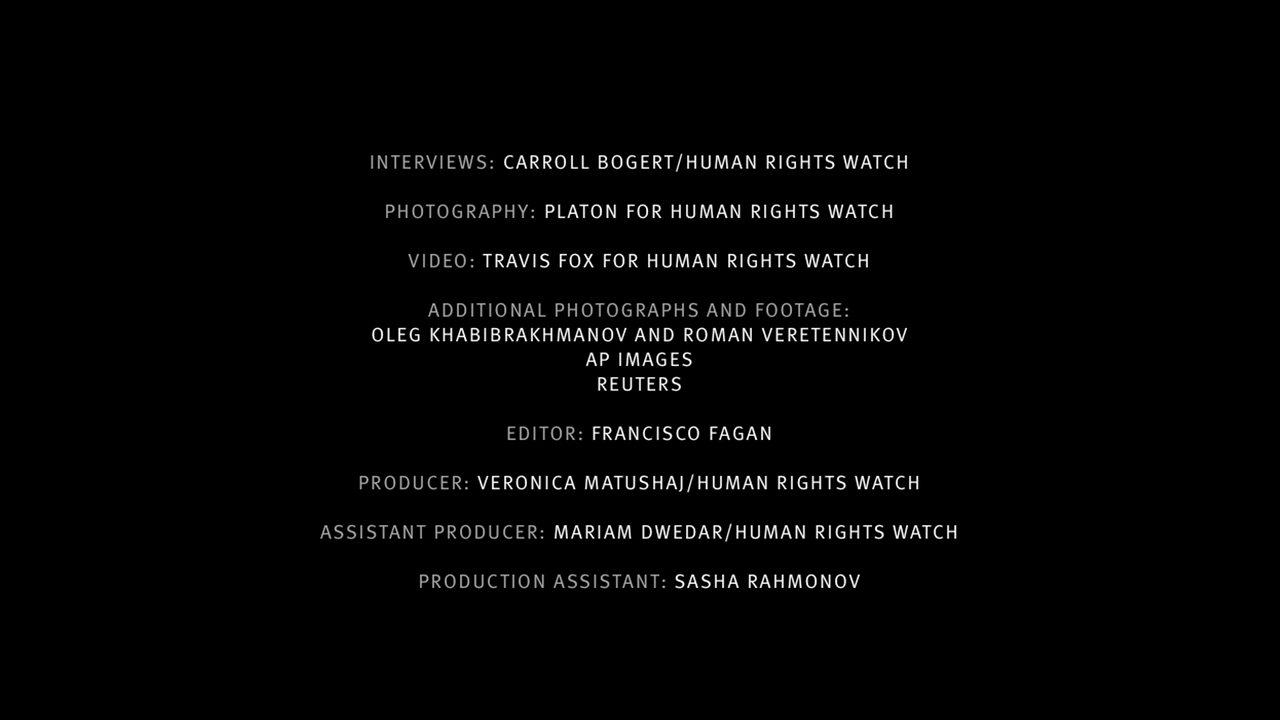 INTERVIEWS: CARROLL BOGERT/HUMAN RIGHTS WATCH
PHOTOGRAPHY: PLATON FOR HUMAN RIGHTS WATCH
VIDEO: TRAVIS FOX FOR HUMAN RIGHTS WATCH
ADDITIONAL PHOTOGRAPHS AND FOOTAGE:
OLEG KHABIBRAKHMANOV AND ROMAN VERETENNIKOV
AP IMAGES
REUTERS
EDITOR: FRANCISCO FAGAN
PRODUCER: VERONICA MATUSHAJ/HUMAN RIGHTS WATCH
ASSISTANT PRODUCER: MARIAM DWEDAR/HUMAN RIGHTS WATCH
PRODUCTION ASSISTANT: SASHA RAHMONOV